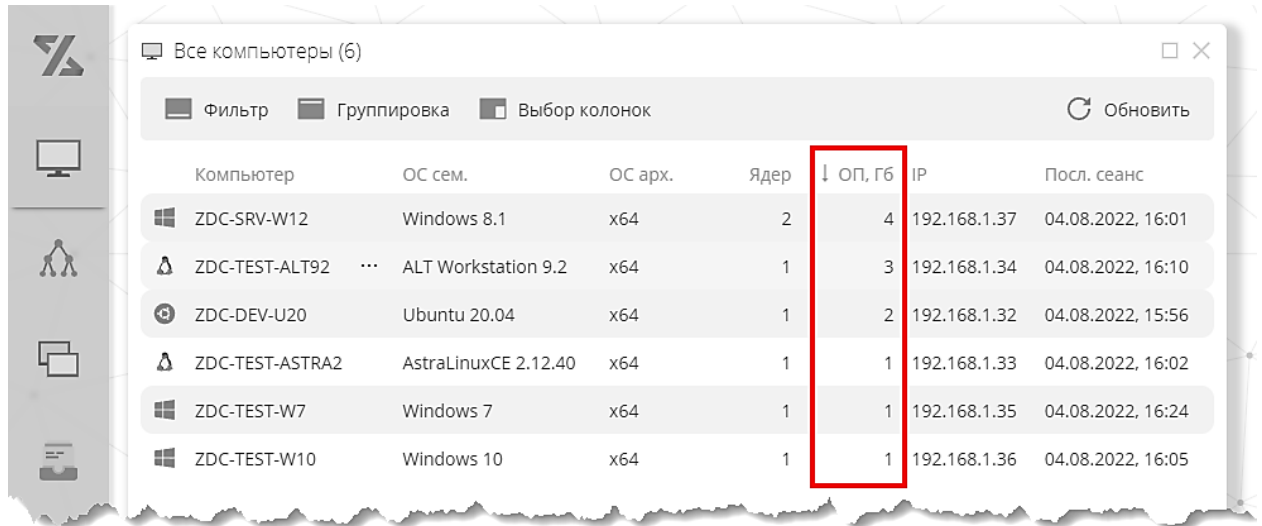 Все компьютеры (6)
Фильтр Группировка Выбор колонок Обновить
Компьютер ОС сем. ОС арх. Ядер ↓ ОП, Гб IP Посл. сеанс
ZDC-SRV-W12 Windows 8.1 x64 2 4 192.168.1.37 04.08.2022, 16:01
ZDC-TEST-ALT92 ··· ALT Workstation 9.2 x64 1 3 192.168.1.34 04.08.2022, 16:10
ZDC-DEV-U20 Ubuntu 20.04 x64 1 2 192.168.1.32 04.08.2022, 15:56
ZDC-TEST-ASTRA2 AstraLinuxCE 2.12.40 x64 1 1 192.168.1.33 04.08.2022, 16:02
ZDC-TEST-W7 Windows 7 x64 1 1 192.168.1.35 04.08.2022, 16:24
ZDC-TEST-W10 Windows 10 x64 1 1 192.168.1.36 04.08.2022, 16:05